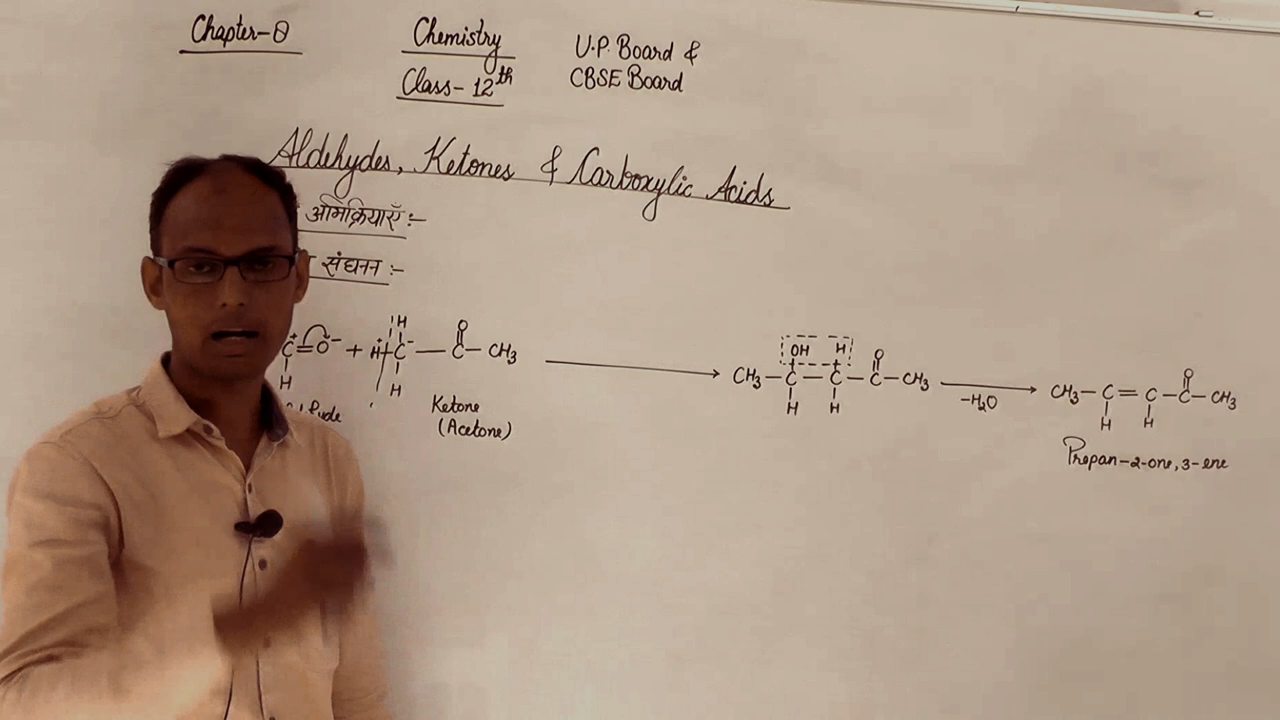 Chapter-8
Chemistry
Class-12th
U.P. Board &
CBSE Board
Aldehydes, Ketones & Carboxylic Acids
अभिक्रियाएँ :-
संघनन :-
H OH H O
C=O⁻ + H C⁻ — C — CH₃ → CH₃ — C — C — C — CH₃ → CH₃ — C = C — C — CH₃
O O
-H₂O
H H H H H H
Ketone
(Acetone)
Propan-2-one, 3-ene